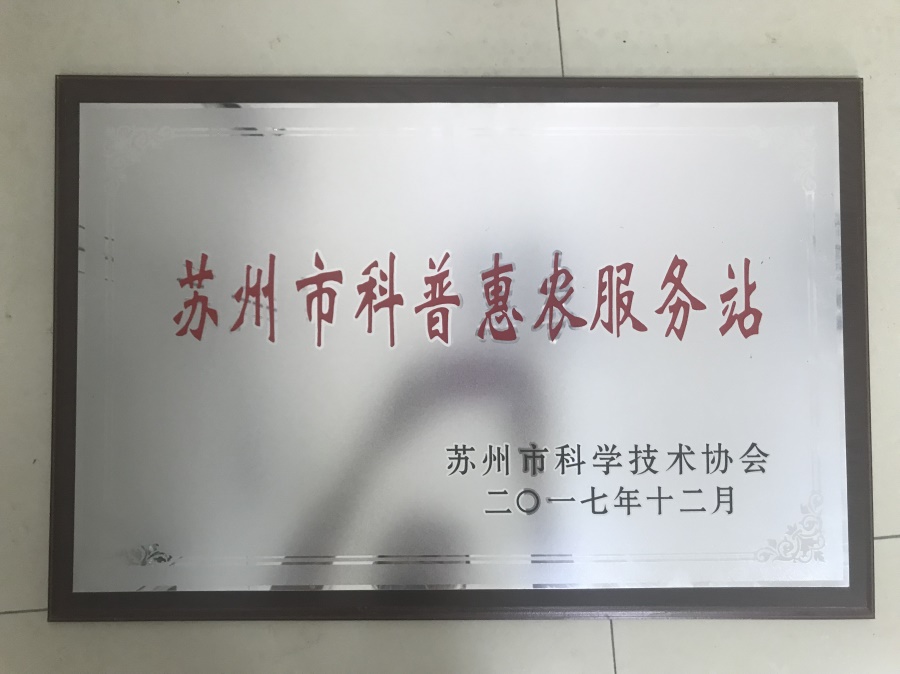 苏州市科普惠农服务站
苏州市科学技术协会
二〇一七年十二月